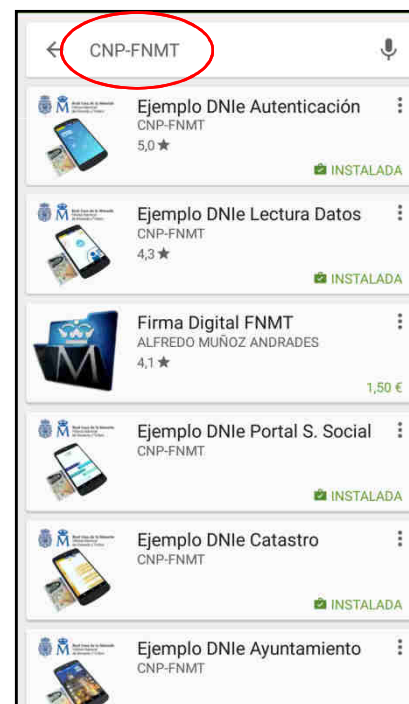 CNP-FNMT
Ejemplo DNIe Autenticación
CNP-FNMT
5,0
INSTALADA
Ejemplo DNIe Lectura Datos
CNP-FNMT
4,3
INSTALADA
Firma Digital FNMT
ALFREDO MUÑOZ ANDRADES
4,1
1,50 €
Ejemplo DNIe Portal S. Social
CNP-FNMT
INSTALADA
Ejemplo DNIe Catastro
CNP-FNMT
INSTALADA
Ejemplo DNIe Ayuntamiento
CNP-FNMT